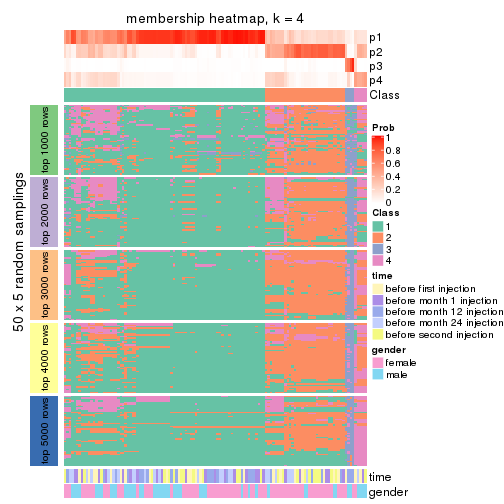 membership heatmap, k = 4
p1
p2
p3
p4
Class
50 x 5 random samplings
top 1000 rows
top 2000 rows
top 3000 rows
top 4000 rows
top 5000 rows
time
gender
Prob
1
0.8
0.6
0.4
0.2
0
Class
1
2
3
4
time
before first injection
before month 1 injection
before month 12 injection
before month 24 injection
before second injection
gender
female
male